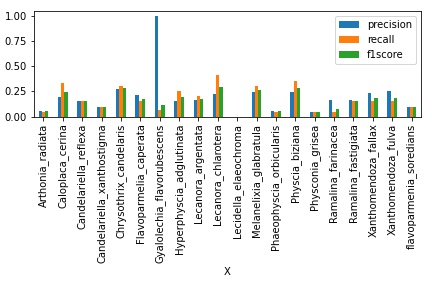 1.00
0.75
0.50
0.25
0.00
precision
recall
f1score
Arthonia_radiata
Caloplaca_cerina
Candelariella_reflexa
Candelariella_xanthostigma
Chrysothrix_candelaris
Flavoparmelia_caperata
Gyalolechia_flavorubescens
Hyperphyscia_adglutinata
Lecanora_argentata
Lecanora_chlarotera
Lecidella_elaeochroma
Melanelixia_glabratula
Phaeophyscia_orbicularis
Physcia_biziana
Physconia_grisea
Ramalina_farinacea
Ramalina_fastigiata
Xanthomendoza_fallax
Xanthomendoza_fulva
flavoparmenia_soredians
X